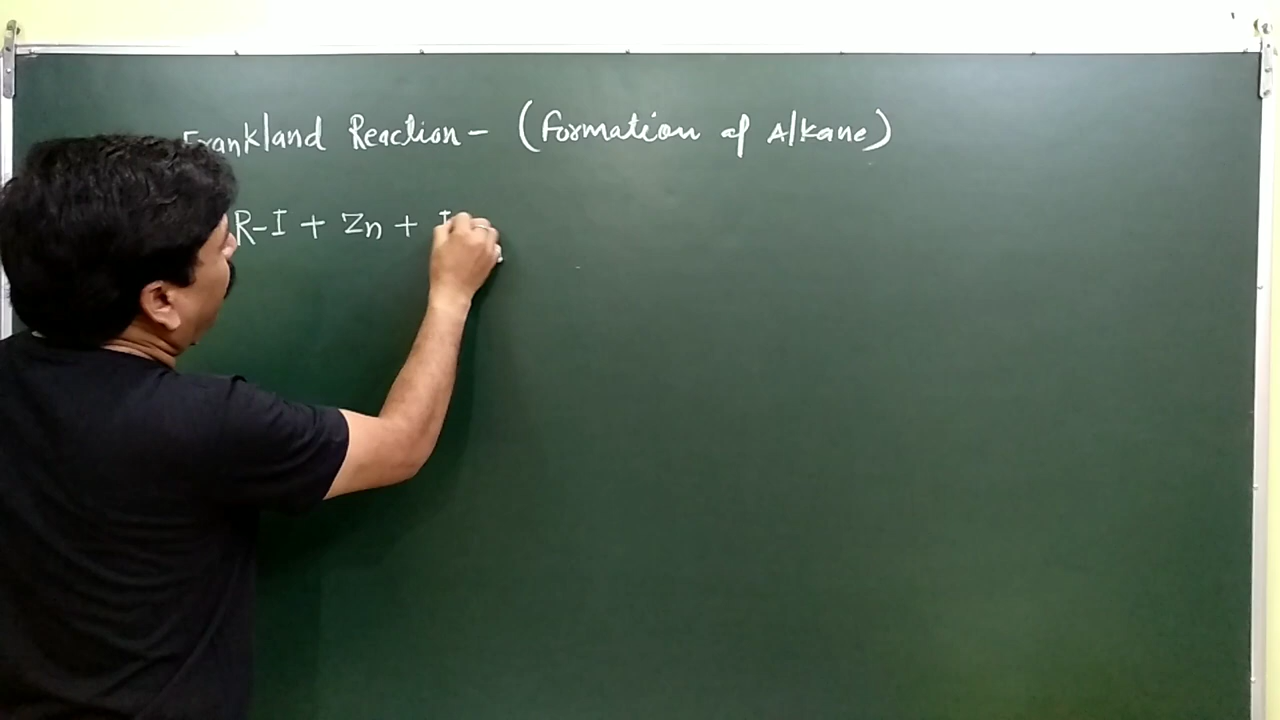 Frankland Reaction - (Formation of Alkane)
R-I + Zn + I